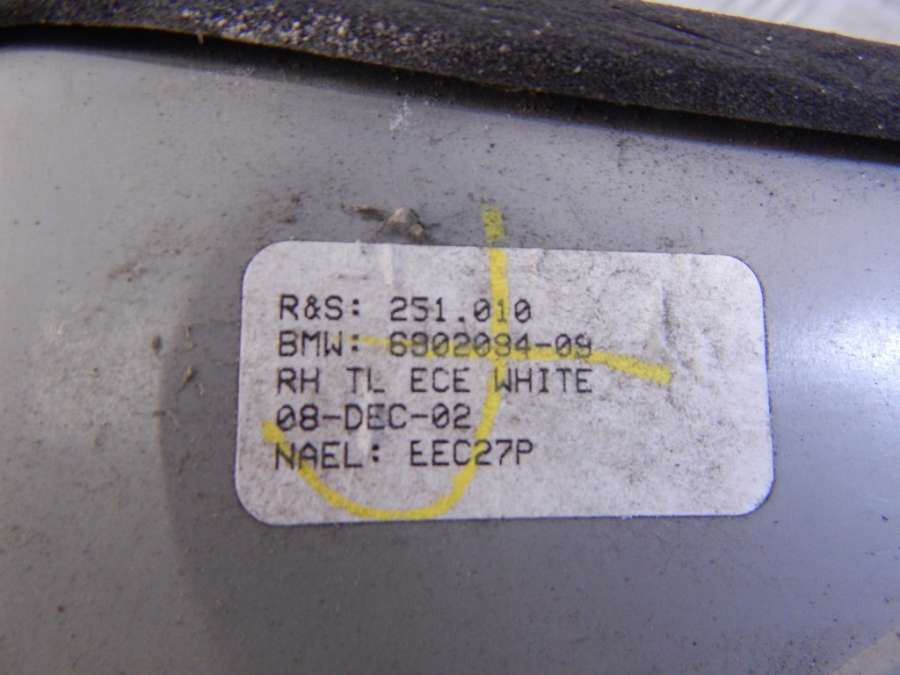 R&S: 251.010
BMW: 6902094-09
RH TL ECE WHITE
08-DEC-02
NAEL: EEC27P